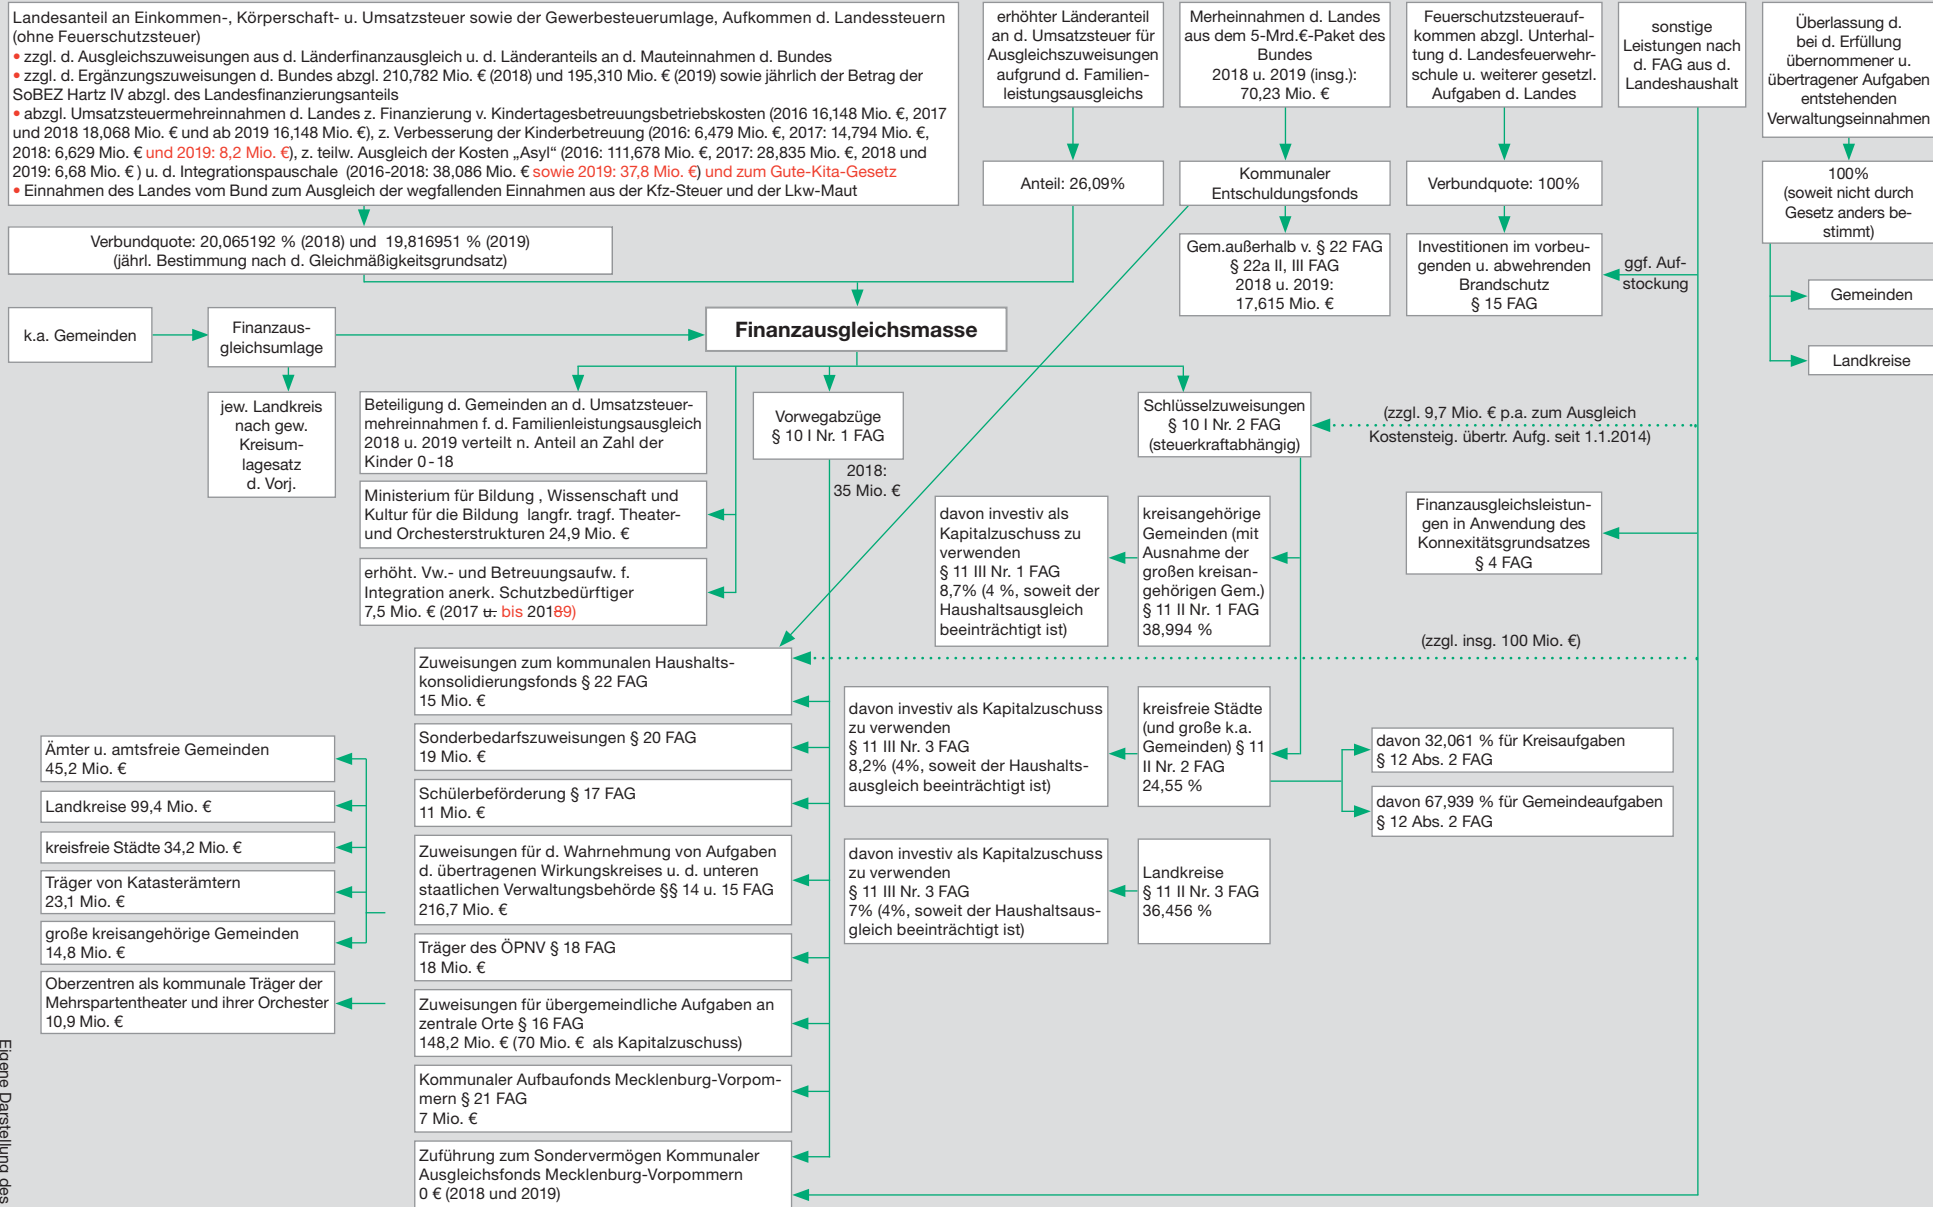 Landesanteil an Einkommen-, Körperschaft- u. Umsatzsteuer sowie der Gewerbesteuerumlage, Aufkommen d. Landessteuern
(ohne Feuerschutzsteuer)
• zzgl. d. Ausgleichszuweisungen aus d. Länderfinanzausgleich u. d. Länderanteils an d. Mauteinnahmen d. Bundes
• zzgl. d. Ergänzungszuweisungen d. Bundes abzgl. 210,782 Mio. € (2018) und 195,310 Mio. € (2019) sowie jährlich der Betrag der
SoBEZ Hartz IV abzgl. des Landesfinanzierungsanteils
• abzgl. Umsatzsteuermehreinnahmen d. Landes z. Finanzierung v. Kindertagesbetreuungsbetriebskosten (2016 16,148 Mio. €, 2017
und 2018 18,068 Mio. € und ab 2019 16,148 Mio. €), z. Verbesserung der Kinderbetreuung (2016: 6,479 Mio. €, 2017: 14,794 Mio. €,
2018: 6,629 Mio. € und 2019: 8,2 Mio. €), z. teilw. Ausgleich der Kosten „Asyl“ (2016: 111,678 Mio. €, 2017: 28,835 Mio. €, 2018 und
2019: 6,68 Mio. € ) u. d. Integrationspauschale (2016-2018: 38,086 Mio. € sowie 2019: 37,8 Mio. €) und zum Gute-Kita-Gesetz
• Einnahmen des Landes vom Bund zum Ausgleich der wegfallenden Einnahmen aus der Kfz-Steuer und der Lkw-Maut
erhöhter Länderanteil
an d. Umsatzsteuer für
Ausgleichszuweisungen
aufgrund d. Familien-
leistungsausgleichs
Merheinnahmen d. Landes
aus dem 5-Mrd.€-Paket des
Bundes
2018 u. 2019 (insg.):
70,23 Mio. €
Feuerschutzsteuerauf-
kommen abzgl. Unterhal-
tung d. Landesfeuerwehr-
schule u. weiterer gesetzl.
Aufgaben d. Landes
sonstige
Leistungen nach
d. FAG aus d.
Landeshaushalt
Überlassung d.
bei d. Erfüllung
übernommener u.
übertragener Aufgaben
entstehenden
Verwaltungseinnahmen
Anteil: 26,09%
Kommunaler
Entschuldungsfonds
Verbundquote: 100%
100%
(soweit nicht durch
Gesetz anders be-
stimmt)
Verbundquote: 20,065192 % (2018) und 19,816951 % (2019)
(jährl. Bestimmung nach d. Gleichmäßigkeitsgrundsatz)
Gem.außerhalb v. § 22 FAG
§ 22a II, III FAG
2018 u. 2019:
17,615 Mio. €
Investitionen im vorbeu-
genden u. abwehrenden
Brandschutz
§ 15 FAG
ggf. Auf-
stockung
Gemeinden
Landkreise
k.a. Gemeinden
Finanzaus-
gleichsumlage
Finanzausgleichsmasse
jew. Landkreis
nach gew.
Kreisum-
lagesatz
d. Vorj.
Beteiligung d. Gemeinden an d. Umsatzsteuer-
mehreinnahmen f. d. Familienleistungsausgleich
2018 u. 2019 verteilt n. Anteil an Zahl der
Kinder 0-18
Vorwegabzüge
§ 10 I Nr. 1 FAG
2018:
35 Mio. €
Schlüsselzuweisungen
§ 10 I Nr. 2 FAG
(steuerkraftabhängig)
(zzgl. 9,7 Mio. € p.a. zum Ausgleich
Kostensteig. übertr. Aufg. seit 1.1.2014)
Ministerium für Bildung , Wissenschaft und
Kultur für die Bildung langfr. tragf. Theater-
und Orchesterstrukturen 24,9 Mio. €
erhöht. Vw.- und Betreuungsaufw. f.
Integration anerk. Schutzbedürftiger
7,5 Mio. € (2017 u. bis 20189)
davon investiv als
Kapitalzuschuss zu
verwenden
§ 11 III Nr. 1 FAG
8,7% (4 %, soweit der
Haushaltsausgleich
beeinträchtigt ist)
kreisangehörige
Gemeinden (mit
Ausnahme der
großen kreisan-
gehörigen Gem.)
§ 11 II Nr. 1 FAG
38,994 %
Finanzausgleichsleistun-
gen in Anwendung des
Konnexitätsgrundsatzes
§ 4 FAG
(zzgl. insg. 100 Mio. €)
Zuweisungen zum kommunalen Haushalts-
konsolidierungsfonds § 22 FAG
15 Mio. €
Sonderbedarfszuweisungen § 20 FAG
19 Mio. €
Schülerbeförderung § 17 FAG
11 Mio. €
Zuweisungen für d. Wahrnehmung von Aufgaben
d. übertragenen Wirkungskreises u. d. unteren
staatlichen Verwaltungsbehörde §§ 14 u. 15 FAG
216,7 Mio. €
Träger des ÖPNV § 18 FAG
18 Mio. €
Zuweisungen für übergemeindliche Aufgaben an
zentrale Orte § 16 FAG
148,2 Mio. € (70 Mio. € als Kapitalzuschuss)
Kommunaler Aufbaufonds Mecklenburg-Vorpom-
mern § 21 FAG
7 Mio. €
Zuführung zum Sondervermögen Kommunaler
Ausgleichsfonds Mecklenburg-Vorpommern
0 € (2018 und 2019)
davon investiv als Kapitalzuschuss
zu verwenden
§ 11 III Nr. 3 FAG
8,2% (4%, soweit der Haushalts-
ausgleich beeinträchtigt ist)
kreisfreie Städte
(und große k.a.
Gemeinden) § 11
II Nr. 2 FAG
24,55 %
davon 32,061 % für Kreisaufgaben
§ 12 Abs. 2 FAG
davon 67,939 % für Gemeindeaufgaben
§ 12 Abs. 2 FAG
davon investiv als Kapitalzuschuss
zu verwenden
§ 11 III Nr. 3 FAG
7% (4%, soweit der Haushaltsaus-
gleich beeinträchtigt ist)
Landkreise
§ 11 II Nr. 3 FAG
36,456 %
Ämter u. amtsfreie Gemeinden
45,2 Mio. €
Landkreise 99,4 Mio. €
kreisfreie Städte 34,2 Mio. €
Träger von Katasterämtern
23,1 Mio. €
große kreisangehörige Gemeinden
14,8 Mio. €
Oberzentren als kommunale Träger der
Mehrspartentheater und ihrer Orchester
10,9 Mio. €
Eigene Darstellung des